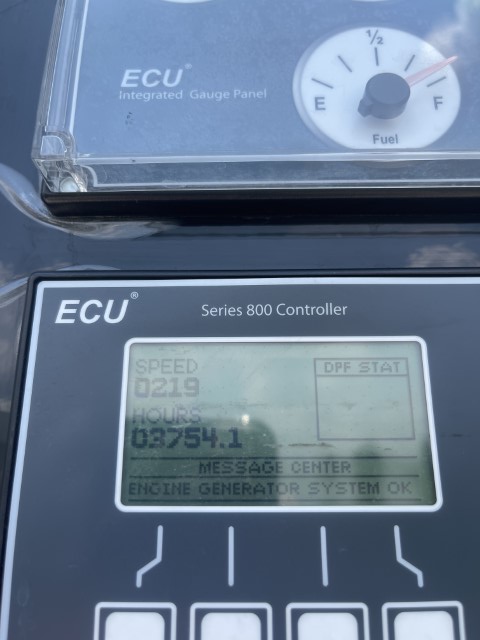 ½
ECU®
Integrated Gauge Panel
E
F
Fuel
ECU®
Series 800 Controller
SPEED
0219
DPF STAT
HOURS
03754.1
MESSAGE CENTER
ENGINE GENERATOR SYSTEM OK